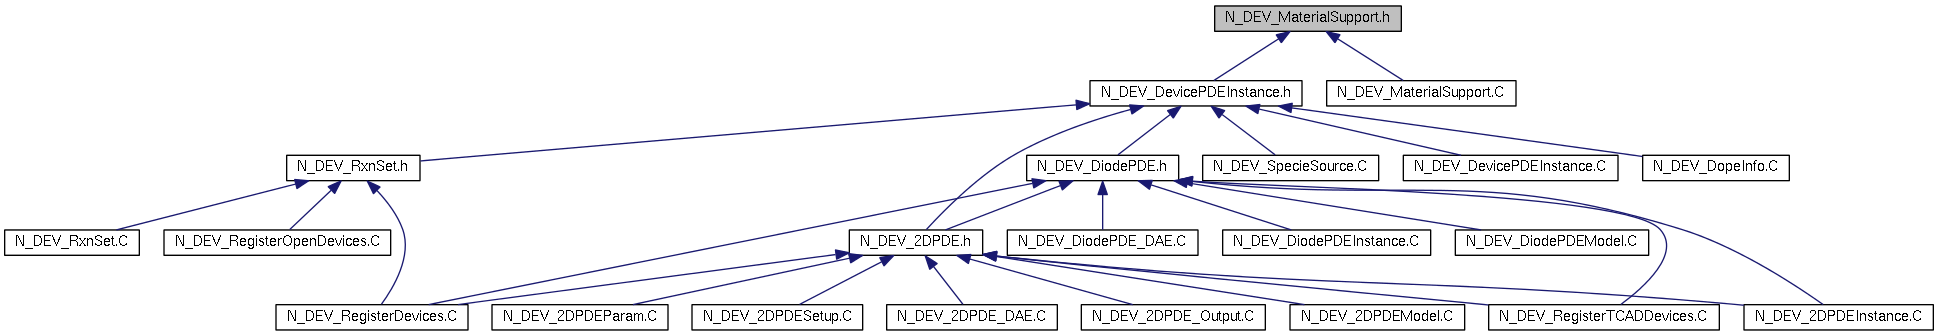 N_DEV_MaterialSupport.h
N_DEV_DevicePDEInstance.h
N_DEV_MaterialSupport.C
N_DEV_RxnSet.h
N_DEV_DiodePDE.h
N_DEV_SpecieSource.C
N_DEV_DevicePDEInstance.C
N_DEV_DopeInfo.C
N_DEV_RxnSet.C
N_DEV_RegisterOpenDevices.C
N_DEV_2DPDE.h
N_DEV_DiodePDE_DAE.C
N_DEV_DiodePDEInstance.C
N_DEV_DiodePDEModel.C
N_DEV_RegisterDevices.C
N_DEV_2DPDEParam.C
N_DEV_2DPDESetup.C
N_DEV_2DPDE_DAE.C
N_DEV_2DPDE_Output.C
N_DEV_2DPDEModel.C
N_DEV_RegisterTCADDevices.C
N_DEV_2DPDEInstance.C